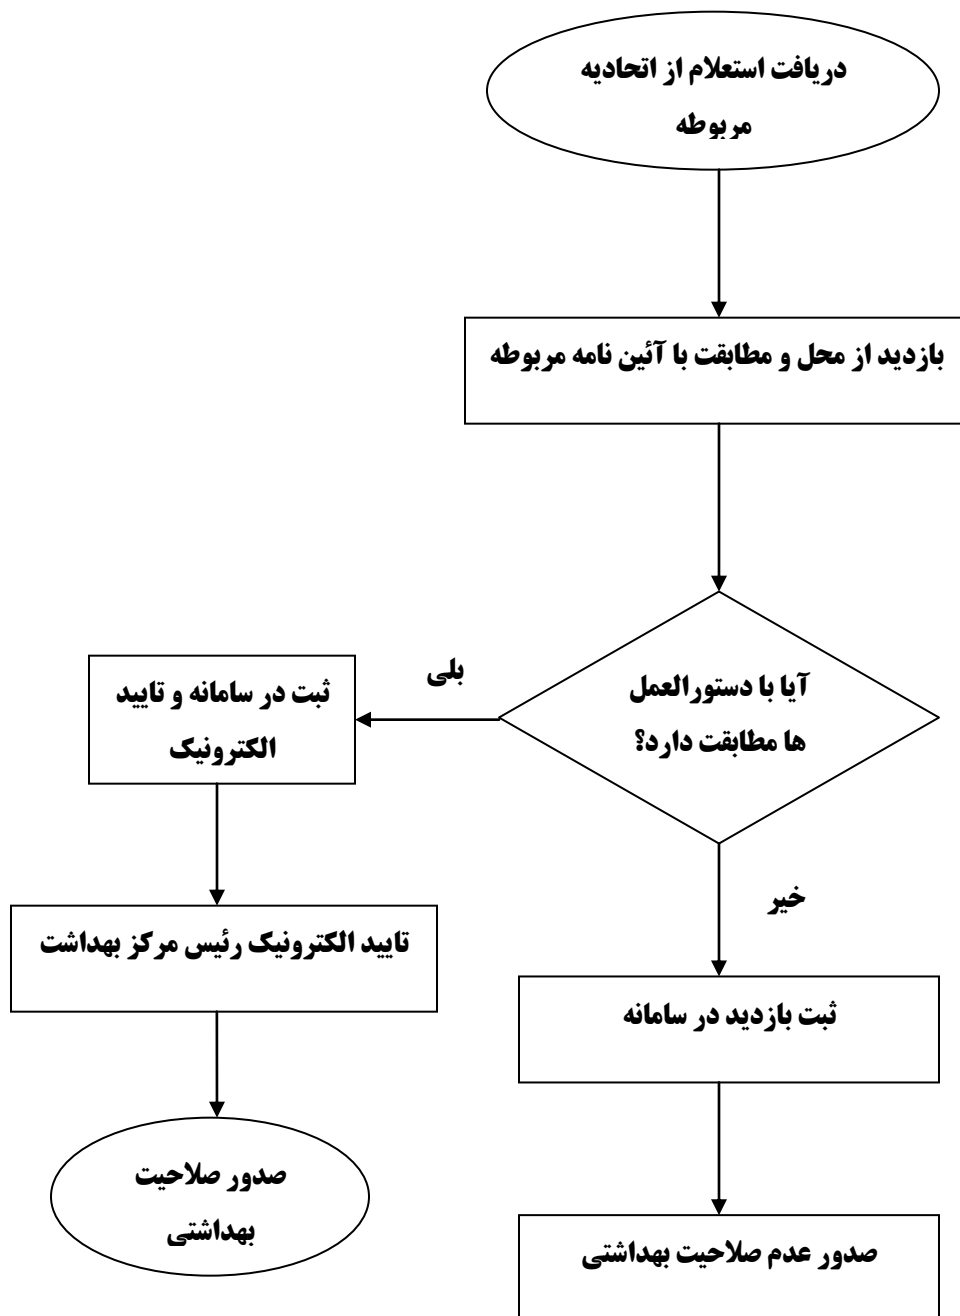 دریافت استعلام از اتحادیه
مربوطه
بازدید از محل و مطابقت با آئین نامه مربوطه
آیا با دستورالعمل
ها مطابقت دارد؟
بلی
ثبت در سامانه و تایید
الکترونیک
تایید الکترونیک رئیس مرکز بهداشت
صدور صلاحیت
بهداشتی
خیر
ثبت بازدید در سامانه
صدور عدم صلاحیت بهداشتی